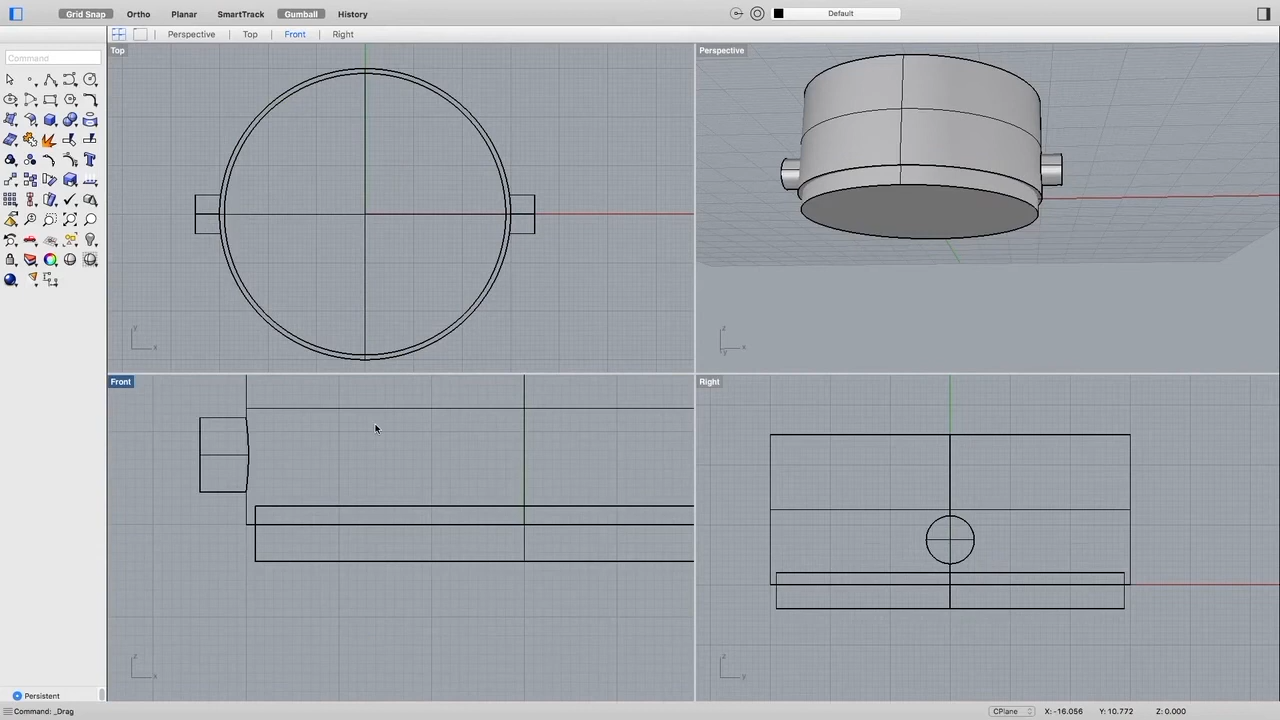 Grid Snap Ortho Planar SmartTrack Gumball History Default
Perspective Top Front Right
Command
Top
Perspective
y
x
z
y
x
Front
Right
z
x
z
y
Persistent
Command: _Drag CPlane X: -16.056 Y: 10.772 Z: 0.000